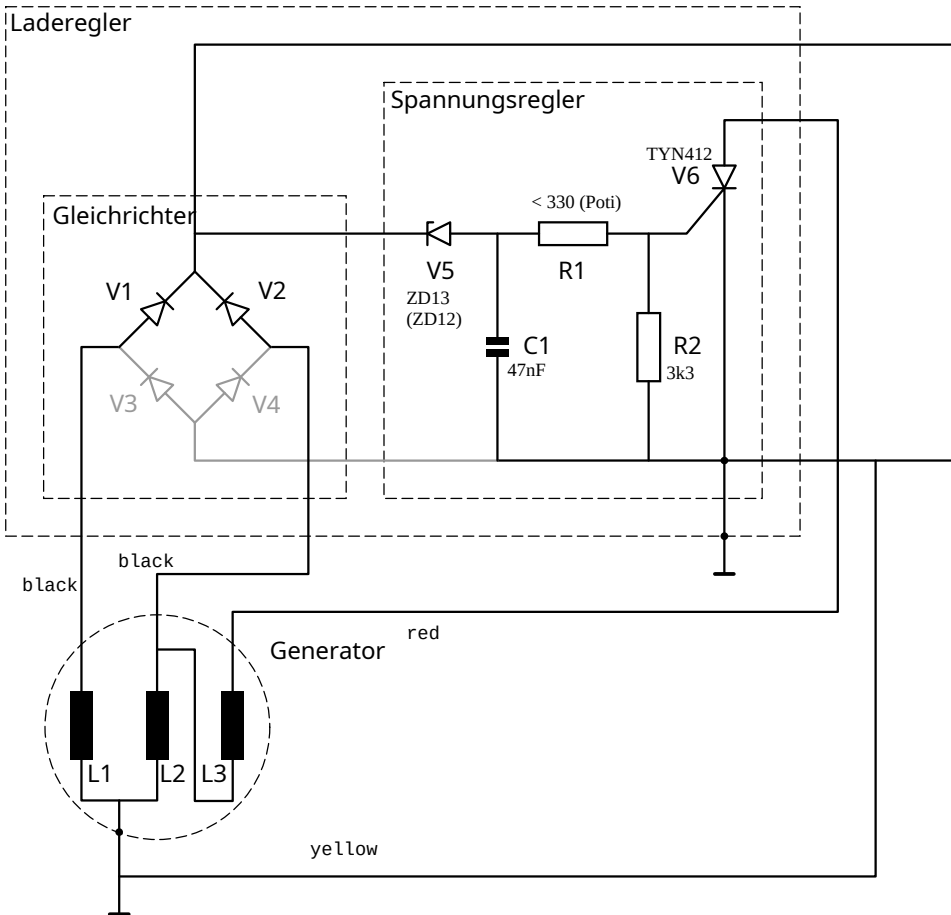 Laderegler
Spannungsregler
TYN412
V6
< 330 (Poti)
Gleichrichter
V5
R1
V1
V2
ZD13
(ZD12)
C1
47nF
R2
3k3
V3
V4
black
black
red
Generator
L1
L2
L3
yellow